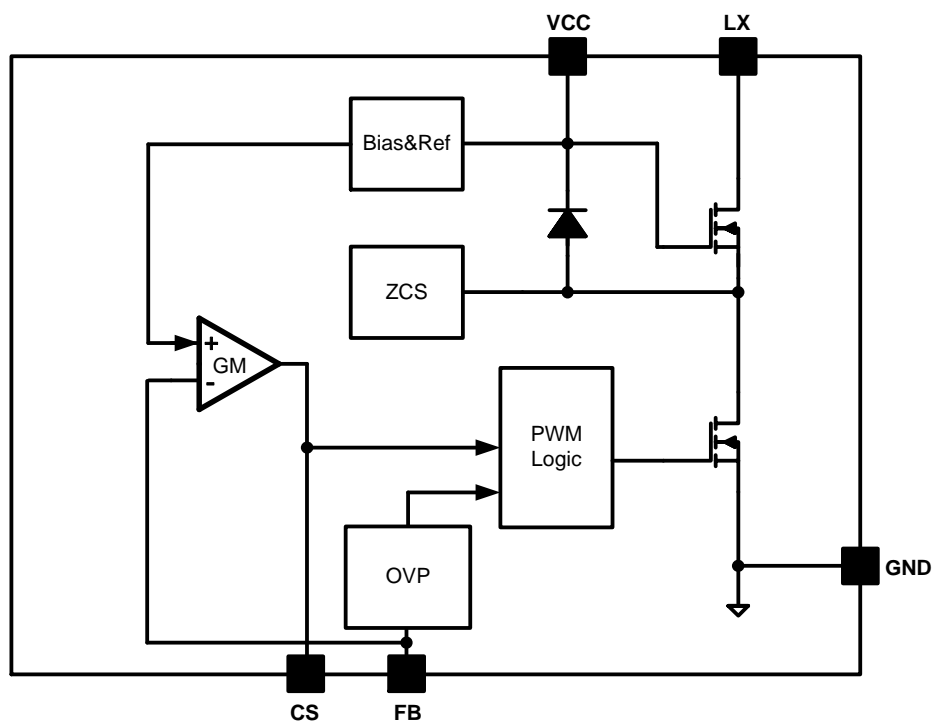 VCC
LX
Bias&Ref
ZCS
+
GM
-
PWM
Logic
OVP
GND
CS
FB